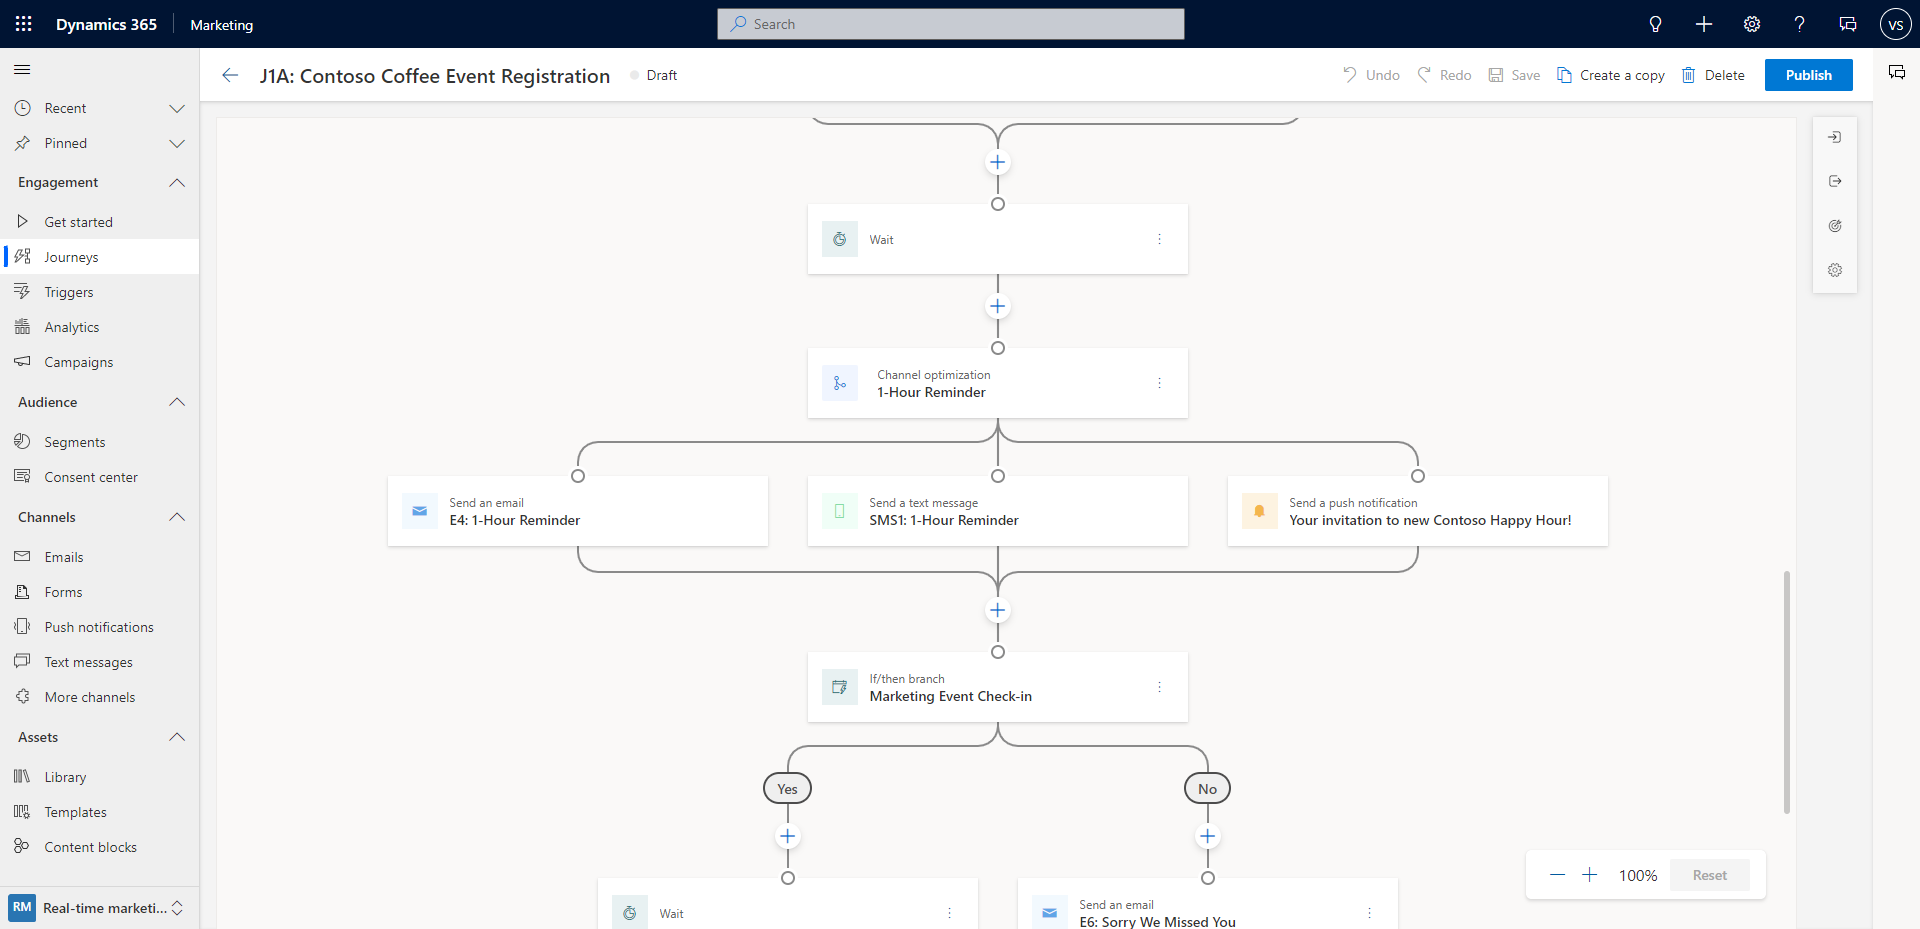 Dynamics 365
Marketing
Search
VS
J1A: Contoso Coffee Event Registration
Draft
Undo
Redo
Save
Create a copy
Delete
Publish
Recent
Pinned
Engagement
Get started
Journeys
Triggers
Analytics
Campaigns
Audience
Segments
Consent center
Channels
Emails
Forms
Push notifications
Text messages
More channels
Assets
Library
Templates
Content blocks
RM
Real-time marketi...
Wait
Channel optimization
1-Hour Reminder
Send an email
E4: 1-Hour Reminder
Send a text message
SMS1: 1-Hour Reminder
Send a push notification
Your invitation to new Contoso Happy Hour!
If/then branch
Marketing Event Check-in
Yes
No
Wait
Send an email
E6: Sorry We Missed You
100%
Reset